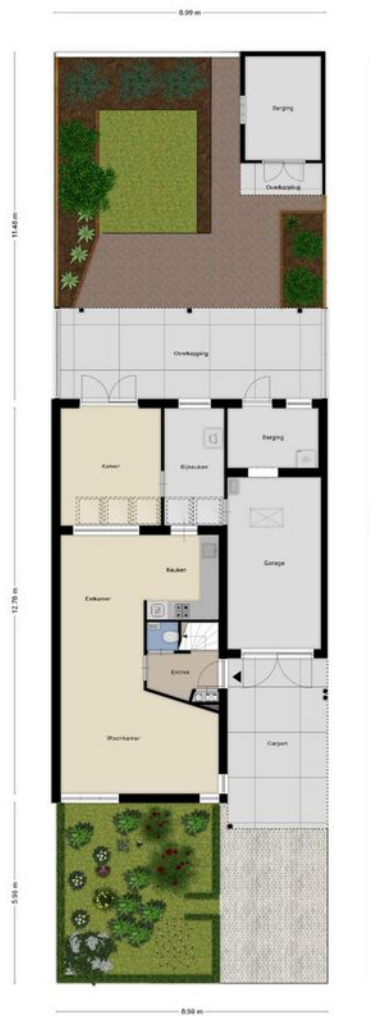 8.99 m
Berging
Overkapping
11.48 m
Overkapping
Kamer
Bijkeuken
Berging
Garage
Keuken
Eetkamer
12.78 m
Entree
Woonkamer
Carport
5.98 m
8.98 m